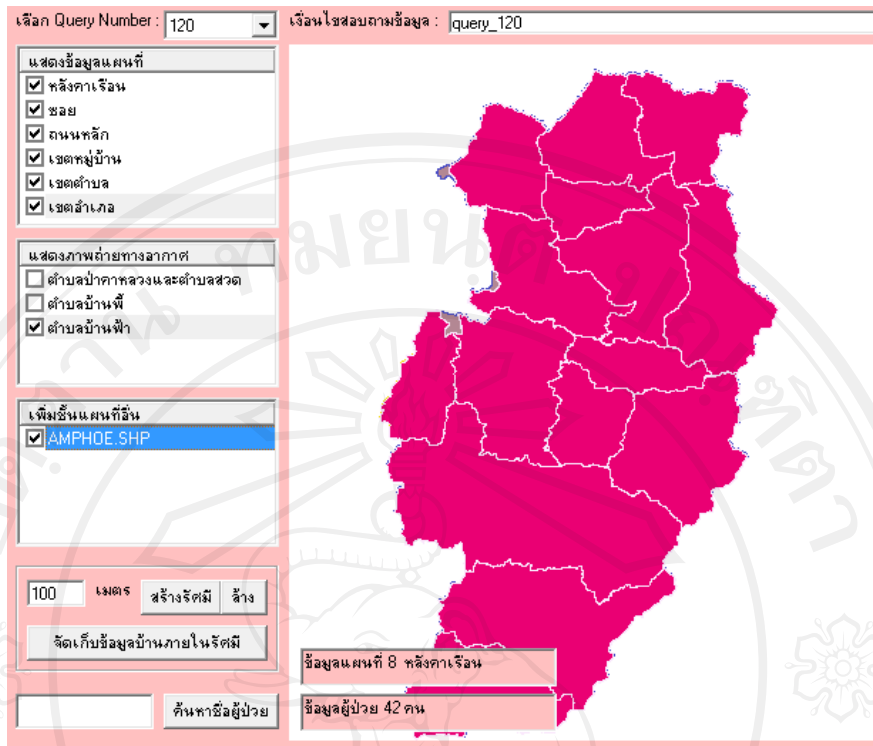 เลือก Query Number : 120
เงื่อนไขสอบถามข้อมูล : query_120
แสดงข้อมูลแผนที่
หลังคาเรือน
ซอย
ถนนหลัก
เขตหมู่บ้าน
เขตตำบล
เขตอำเภอ
แสดงภาพถ่ายทางอากาศ
ตำบลป่าคาหลวงและตำบลสวด
ตำบลบ้านพี้
ตำบลบ้านฟ้า
เพิ่มชั้นแผนที่อื่น
AMPHOE.SHP
100 เมตร สร้างรัศมี ล้าง
จัดเก็บข้อมูลบ้านภายในรัศมี
ค้นหาชื่อผู้ป่วย
ข้อมูลแผนที่ 8 หลังคาเรือน
ข้อมูลผู้ป่วย 42 คน